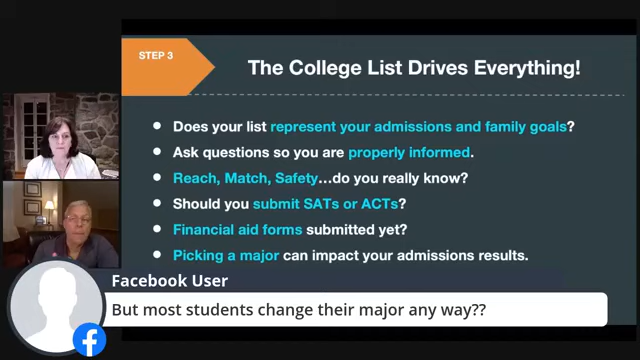 STEP 3
The College List Drives Everything!
Does your list represent your admissions and family goals?
Ask questions so you are properly informed.
Reach, Match, Safety...do you really know?
Should you submit SATs or ACTs?
Financial aid forms submitted yet?
Picking a major can impact your admissions results.
Facebook User
But most students change their major any way??